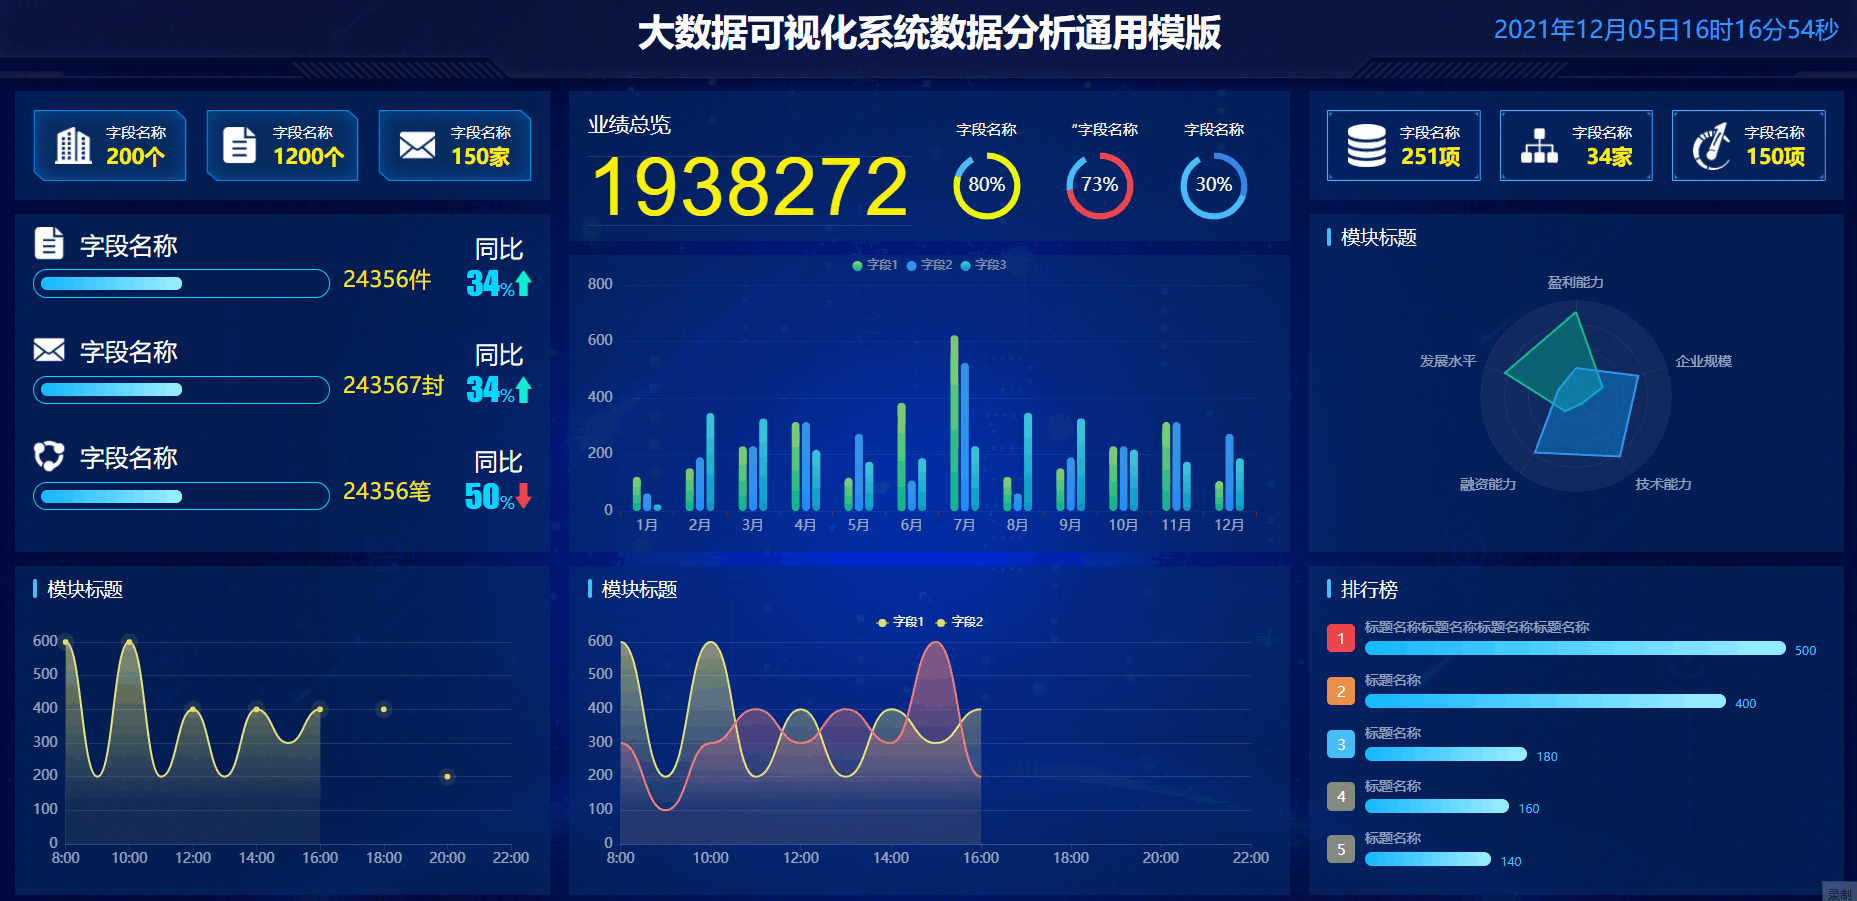 大数据可视化系统数据分析通用模版
2021年12月05日16时16分54秒
字段名称
200个
字段名称
1200个
字段名称
150家
字段名称
24356件
同比
34%
字段名称
243567封
同比
34%
字段名称
24356笔
同比
50%
业绩总览
1938272
字段名称
80%
“字段名称
73%
字段名称
30%
字段1 字段2 字段3
800
600
400
200
0
1月 2月 3月 4月 5月 6月 7月 8月 9月 10月 11月 12月
字段名称
251项
字段名称
34家
字段名称
150项
模块标题
盈利能力
发展水平
企业规模
融资能力
技术能力
模块标题
600
500
400
300
200
100
0
8:00 10:00 12:00 14:00 16:00 18:00 20:00 22:00
模块标题
字段1 字段2
600
500
400
300
200
100
0
8:00 10:00 12:00 14:00 16:00 18:00 20:00 22:00
排行榜
1 标题名称标题名称标题名称标题名称
500
2 标题名称
400
3 标题名称
180
4 标题名称
160
5 标题名称
140
录制